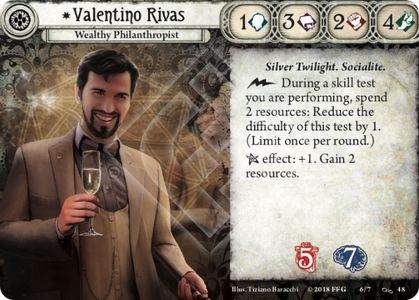 Valentino Rivas
1 3 2 4
Wealthy Philanthropist
Silver Twilight. Socialite.
During a skill test
you are performing, spend
2 resources: Reduce the
difficulty of this test by 1.
(Limit once per round.)
effect: +1. Gain 2
resources.
5 7
Illus. Tiziano Baracchi © 2018 FFG 6/7 48